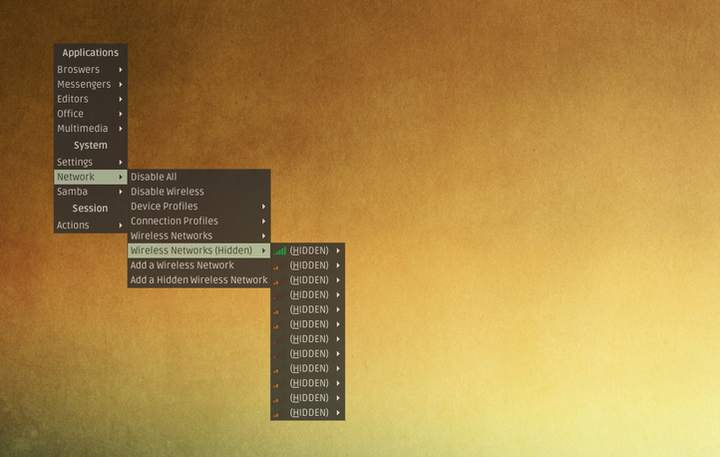 Applications
Broswers
Messengers
Editors
Office
Multimedia
System
Settings
Network
Samba
Session
Actions
Disable All
Disable Wireless
Device Profiles
Connection Profiles
Wireless Networks
Wireless Networks (Hidden)
Add a Wireless Network
Add a Hidden Wireless Network
(HIDDEN)
(HIDDEN)
(HIDDEN)
(HIDDEN)
(HIDDEN)
(HIDDEN)
(HIDDEN)
(HIDDEN)
(HIDDEN)
(HIDDEN)
(HIDDEN)
(HIDDEN)